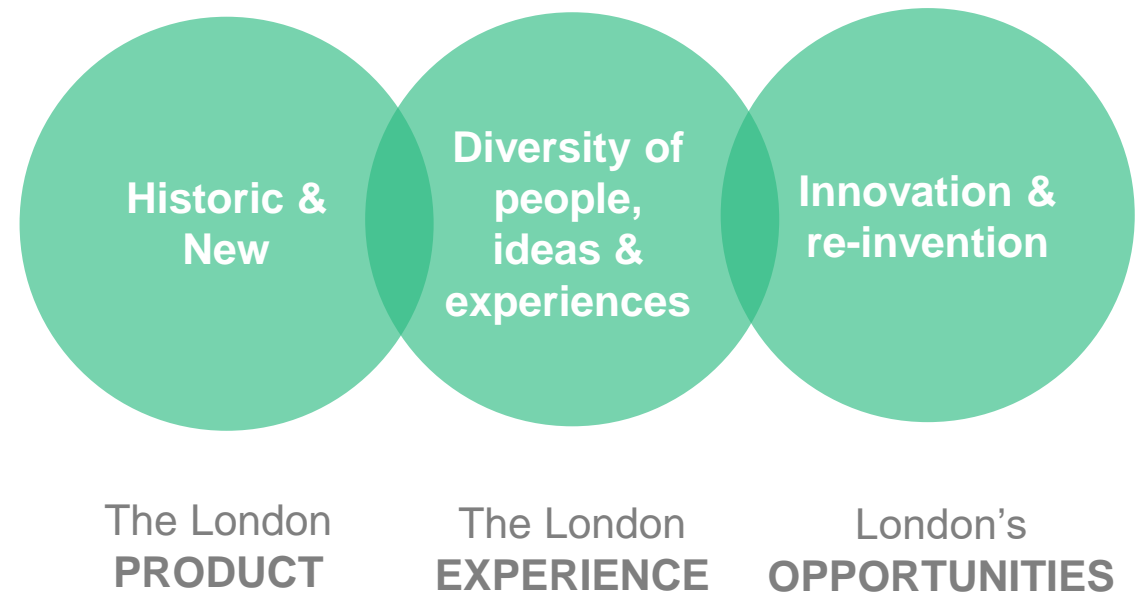 Historic &
New
Diversity of
people,
ideas &
experiences
Innovation &
re-invention
The London
PRODUCT
The London
EXPERIENCE
London’s
OPPORTUNITIES